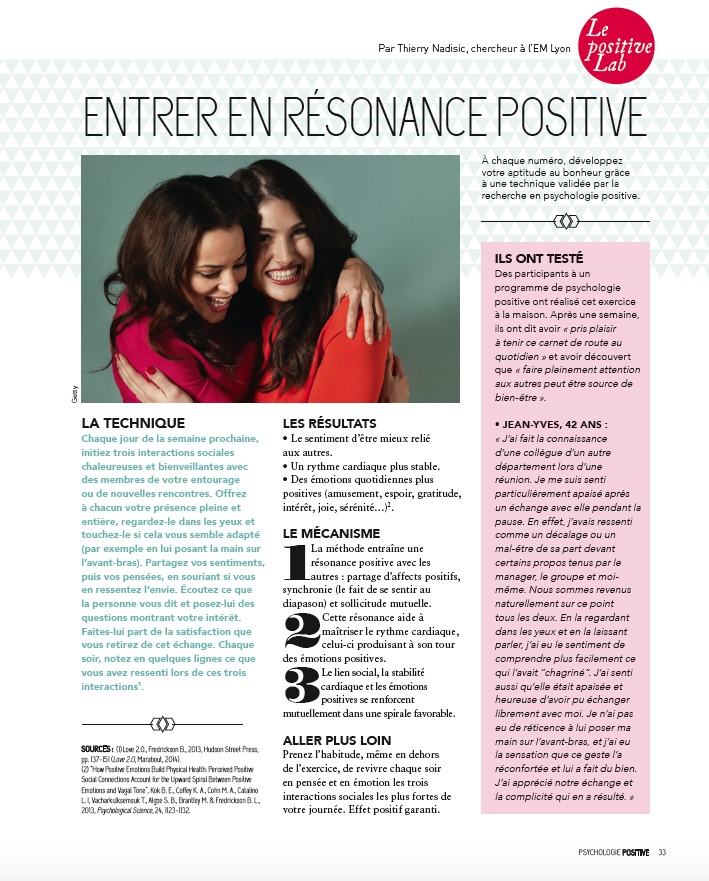 Par Thierry Nadisic, chercheur à l'EM Lyon
Le
positive
Lab
ENTRER EN RÉSONANCE POSITIVE
À chaque numéro, développez
votre aptitude au bonheur grâce
à une technique validée par la
recherche en psychologie positive.
Getty
LA TECHNIQUE
Chaque jour de la semaine prochaine,
initiez trois interactions sociales
chaleureuses et bienveillantes avec
des membres de votre entourage
ou de nouvelles rencontres. Offrez
à chacun votre présence pleine et
entière, regardez-le dans les yeux et
touchez-le si cela vous semble adapté
(par exemple en lui posant la main sur
l'avant-bras). Partagez vos sentiments,
puis vos pensées, en souriant si vous
en ressentez l'envie. Écoutez ce que
la personne vous dit et posez-lui des
questions montrant votre intérêt.
Faites-lui part de la satisfaction que
vous retirez de cet échange. Chaque
soir, notez en quelques lignes ce que
vous avez ressenti lors de ces trois
interactions¹.
SOURCES : (1) Love 2.0., Fredrickson B., 2013, Hudson Street Press,
pp. 137-151 (Love 2.0, Marabout, 2014).
(2) "How Positive Emotions Build Physical Health: Perceived Positive
Social Connections Account for the Upward Spiral Between Positive
Emotions and Vagal Tone", Kok B. E., Coffey K. A., Cohn M. A., Catalino
L. I, Vacharkulksemsuk T., Algoe S. B., Brantley M. & Fredrickson B. L.,
2013, Psychological Science, 24, 1123-1132.
LES RÉSULTATS
• Le sentiment d'être mieux relié
aux autres.
• Un rythme cardiaque plus stable.
• Des émotions quotidiennes plus
positives (amusement, espoir, gratitude,
intérêt, joie, sérénité…)².
LE MÉCANISME
1 La méthode entraîne une
résonance positive avec les
autres : partage d'affects positifs,
synchronie (le fait de se sentir au
diapason) et sollicitude mutuelle.
2 Cette résonance aide à
maîtriser le rythme cardiaque,
celui-ci produisant à son tour
des émotions positives.
3 Le lien social, la stabilité
cardiaque et les émotions
positives se renforcent
mutuellement dans une spirale favorable.
ALLER PLUS LOIN
Prenez l'habitude, même en dehors
de l'exercice, de revivre chaque soir
en pensée et en émotion les trois
interactions sociales les plus fortes de
votre journée. Effet positif garanti.
ILS ONT TESTÉ
Des participants à un
programme de psychologie
positive ont réalisé cet exercice
à la maison. Après une semaine,
ils ont dit avoir « pris plaisir
à tenir ce carnet de route au
quotidien » et avoir découvert
que « faire pleinement attention
aux autres peut être source de
bien-être ».
• JEAN-YVES, 42 ANS :
« J'ai fait la connaissance
d'une collègue d'un autre
département lors d'une
réunion. Je me suis senti
particulièrement apaisé après
un échange avec elle pendant la
pause. En effet, j'avais ressenti
comme un décalage ou un
mal-être de sa part devant
certains propos tenus par le
manager, le groupe et moi-
même. Nous sommes revenus
naturellement sur ce point
tous les deux. En la regardant
dans les yeux et en la laissant
parler, j'ai eu le sentiment de
comprendre plus facilement ce
qui l'avait "chagriné". J'ai senti
aussi qu'elle était apaisée et
heureuse d'avoir pu échanger
librement avec moi. Je n'ai pas
eu de réticence à lui poser ma
main sur l'avant-bras, et j'ai eu
la sensation que ce geste l'a
réconfortée et lui a fait du bien.
J'ai apprécié notre échange et
la complicité qui en a résulté. »
PSYCHOLOGIE POSITIVE 33